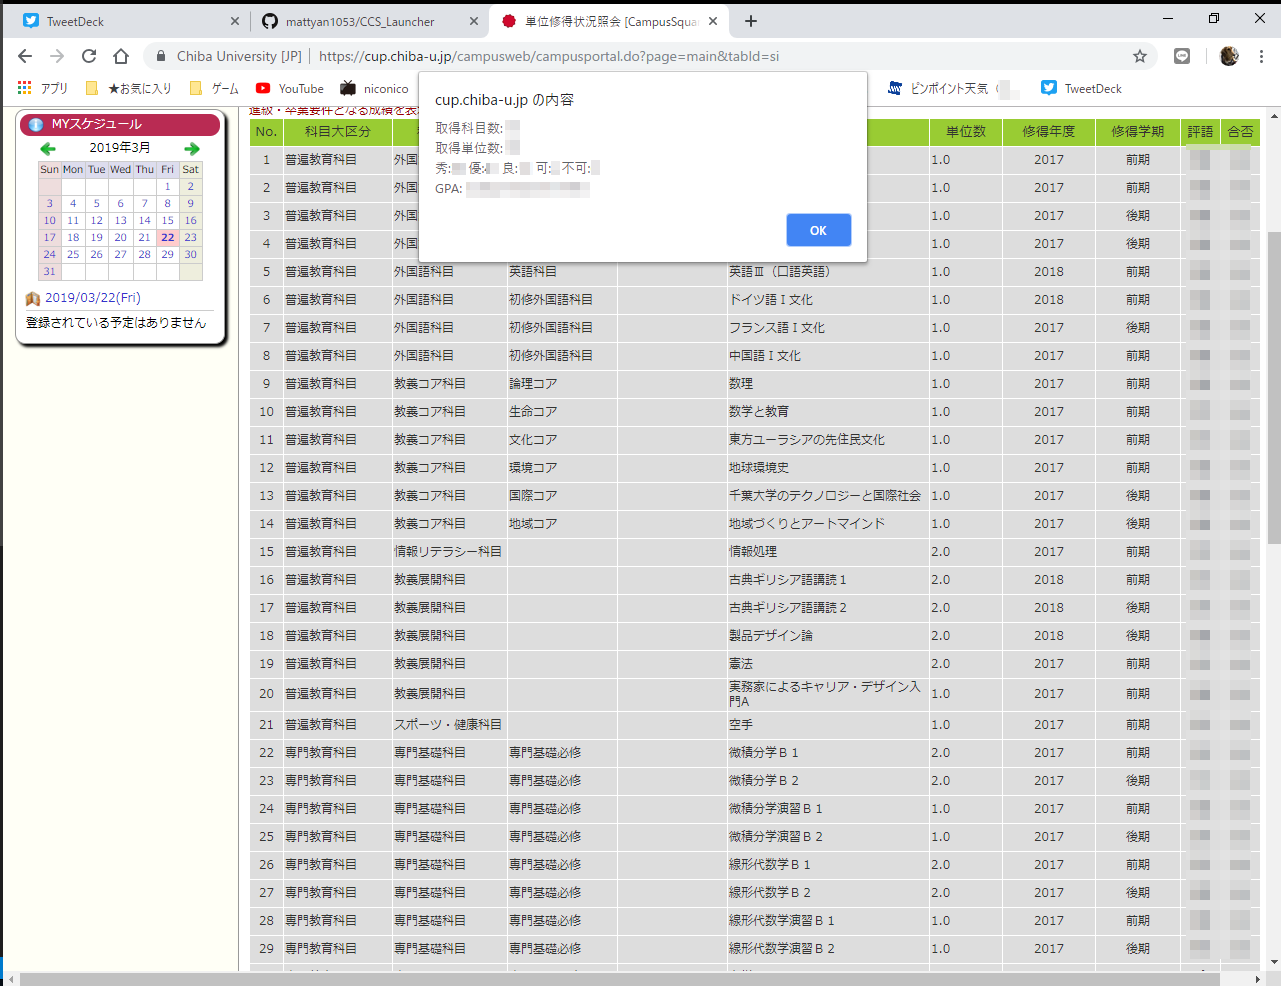 TweetDeck
mattyan1053/CCS_Launcher
単位修得状況照会 [CampusSqua
Chiba University [JP] | https://cup.chiba-u.jp/campusweb/campusportal.do?page=main&tabId=si
アプリ ★お気に入り ゲーム YouTube niconico ピンポイント天気 ( TweetDeck
cup.chiba-u.jp の内容
取得科目数:
取得単位数:
秀: 優: 良: 可: 不可:
GPA:
OK
MYスケジュール
2019年3月
Sun Mon Tue Wed Thu Fri Sat
1 2
3 4 5 6 7 8 9
10 11 12 13 14 15 16
17 18 19 20 21 22 23
24 25 26 27 28 29 30
31
2019/03/22(Fri)
登録されている予定はありません
進級・卒業要件となる成績を表
No. 科目大区分 単位数 修得年度 修得学期 評語 合否
1 普遍教育科目 外国 1.0 2017 前期
2 普遍教育科目 外国 1.0 2017 前期
3 普遍教育科目 外国 1.0 2017 後期
4 普遍教育科目 外国 1.0 2017 後期
5 普遍教育科目 外国語科目 英語科目 英語Ⅲ（口語英語） 1.0 2018 前期
6 普遍教育科目 外国語科目 初修外国語科目 ドイツ語Ⅰ文化 1.0 2018 前期
7 普遍教育科目 外国語科目 初修外国語科目 フランス語Ⅰ文化 1.0 2017 後期
8 普遍教育科目 外国語科目 初修外国語科目 中国語Ⅰ文化 1.0 2017 前期
9 普遍教育科目 教養コア科目 論理コア 数理 1.0 2017 前期
10 普遍教育科目 教養コア科目 生命コア 数学と教育 1.0 2017 前期
11 普遍教育科目 教養コア科目 文化コア 東方ユーラシアの先住民文化 1.0 2017 前期
12 普遍教育科目 教養コア科目 環境コア 地球環境史 1.0 2017 前期
13 普遍教育科目 教養コア科目 国際コア 千葉大学のテクノロジーと国際社会 1.0 2017 後期
14 普遍教育科目 教養コア科目 地域コア 地域づくりとアートマインド 1.0 2017 後期
15 普遍教育科目 情報リテラシー科目 情報処理 2.0 2017 前期
16 普遍教育科目 教養展開科目 古典ギリシア語講読１ 2.0 2018 前期
17 普遍教育科目 教養展開科目 古典ギリシア語講読２ 2.0 2018 後期
18 普遍教育科目 教養展開科目 製品デザイン論 2.0 2018 後期
19 普遍教育科目 教養展開科目 憲法 2.0 2017 前期
20 普遍教育科目 教養展開科目 実務家によるキャリア・デザイン入門A 1.0 2017 前期
21 普遍教育科目 スポーツ・健康科目 空手 1.0 2017 前期
22 専門教育科目 専門基礎科目 専門基礎必修 微積分学Ｂ１ 2.0 2017 前期
23 専門教育科目 専門基礎科目 専門基礎必修 微積分学Ｂ２ 2.0 2017 後期
24 専門教育科目 専門基礎科目 専門基礎必修 微積分学演習Ｂ１ 1.0 2017 前期
25 専門教育科目 専門基礎科目 専門基礎必修 微積分学演習Ｂ２ 1.0 2017 後期
26 専門教育科目 専門基礎科目 専門基礎必修 線形代数学Ｂ１ 2.0 2017 前期
27 専門教育科目 専門基礎科目 専門基礎必修 線形代数学Ｂ２ 2.0 2017 後期
28 専門教育科目 専門基礎科目 専門基礎必修 線形代数学演習Ｂ１ 1.0 2017 前期
29 専門教育科目 専門基礎科目 専門基礎必修 線形代数学演習Ｂ２ 1.0 2017 後期